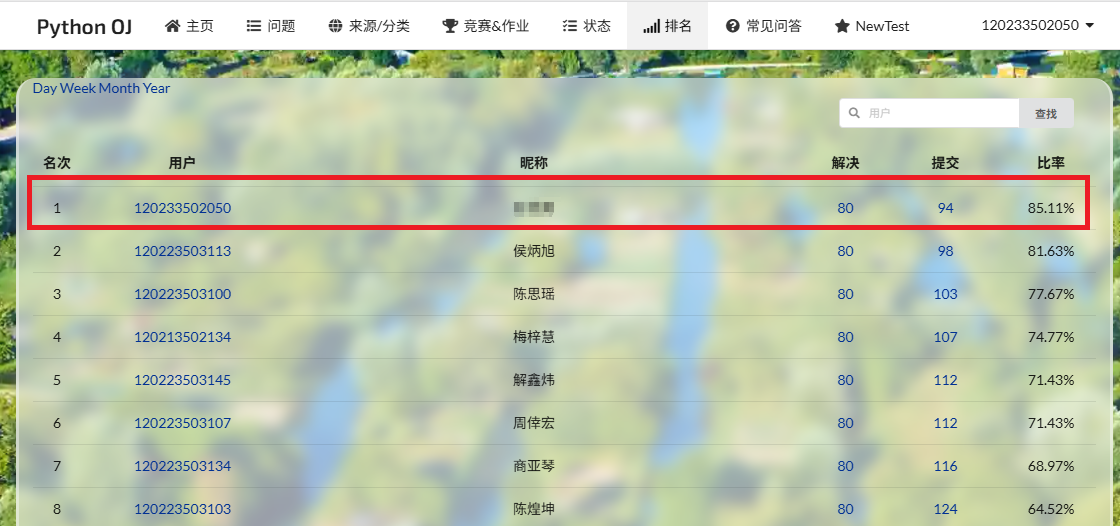 Python OJ 主页 问题 来源/分类 竞赛&作业 状态 排名 常见问答 NewTest 120233502050
Day Week Month Year
用户 查找
名次 用户 昵称 解决 提交 比率
1 120233502050 80 94 85.11%
2 120223503113 侯炳旭 80 98 81.63%
3 120223503100 陈思瑶 80 103 77.67%
4 120213502134 梅梓慧 80 107 74.77%
5 120223503145 解鑫炜 80 112 71.43%
6 120223503107 周倖宏 80 112 71.43%
7 120223503134 商亚琴 80 116 68.97%
8 120223503103 陈煌坤 80 124 64.52%